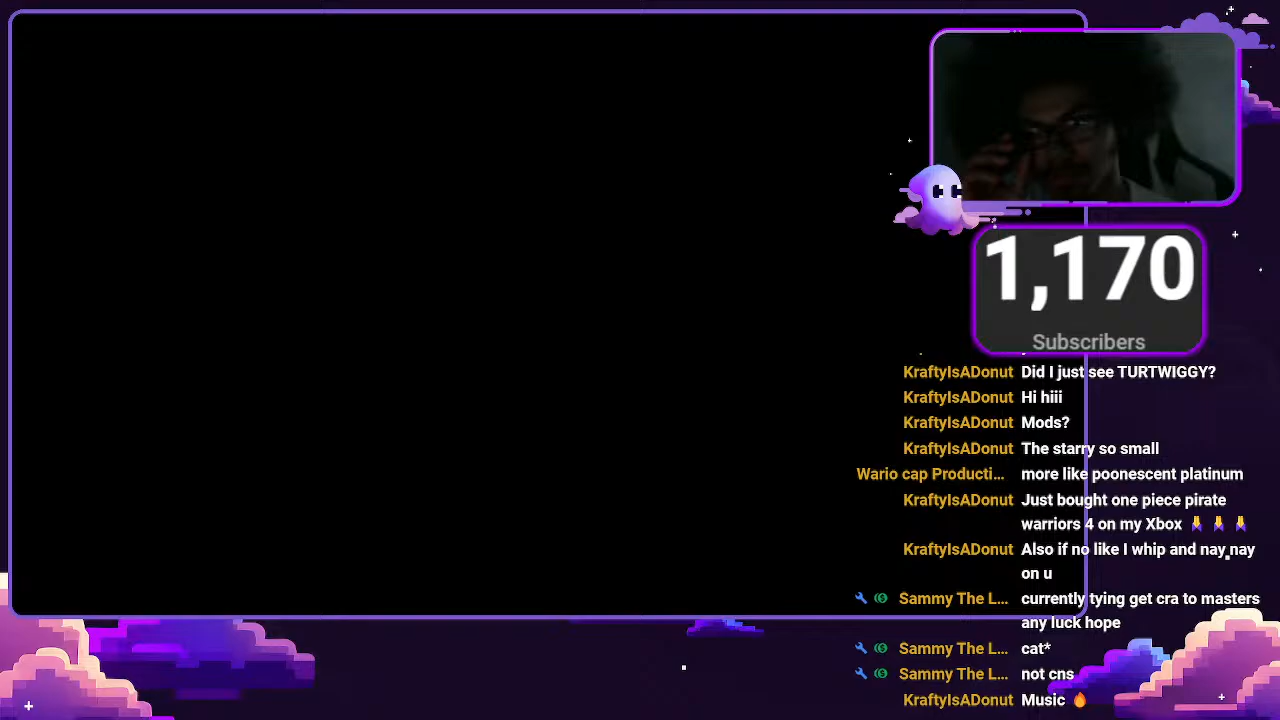 1,170
Subscribers
KraftyIsADonut Did I just see TURTWIGGY?
KraftyIsADonut Hi hiii
KraftyIsADonut Mods?
KraftyIsADonut The starry so small
Wario cap Producti... more like poonescent platinum
KraftyIsADonut Just bought one piece pirate
warriors 4 on my Xbox
KraftyIsADonut Also if no like I whip and nay nay
on u
Sammy The L... currently tying get cra to masters
any luck hope
Sammy The L... cat*
Sammy The L... not cns
KraftyIsADonut Music 🔥